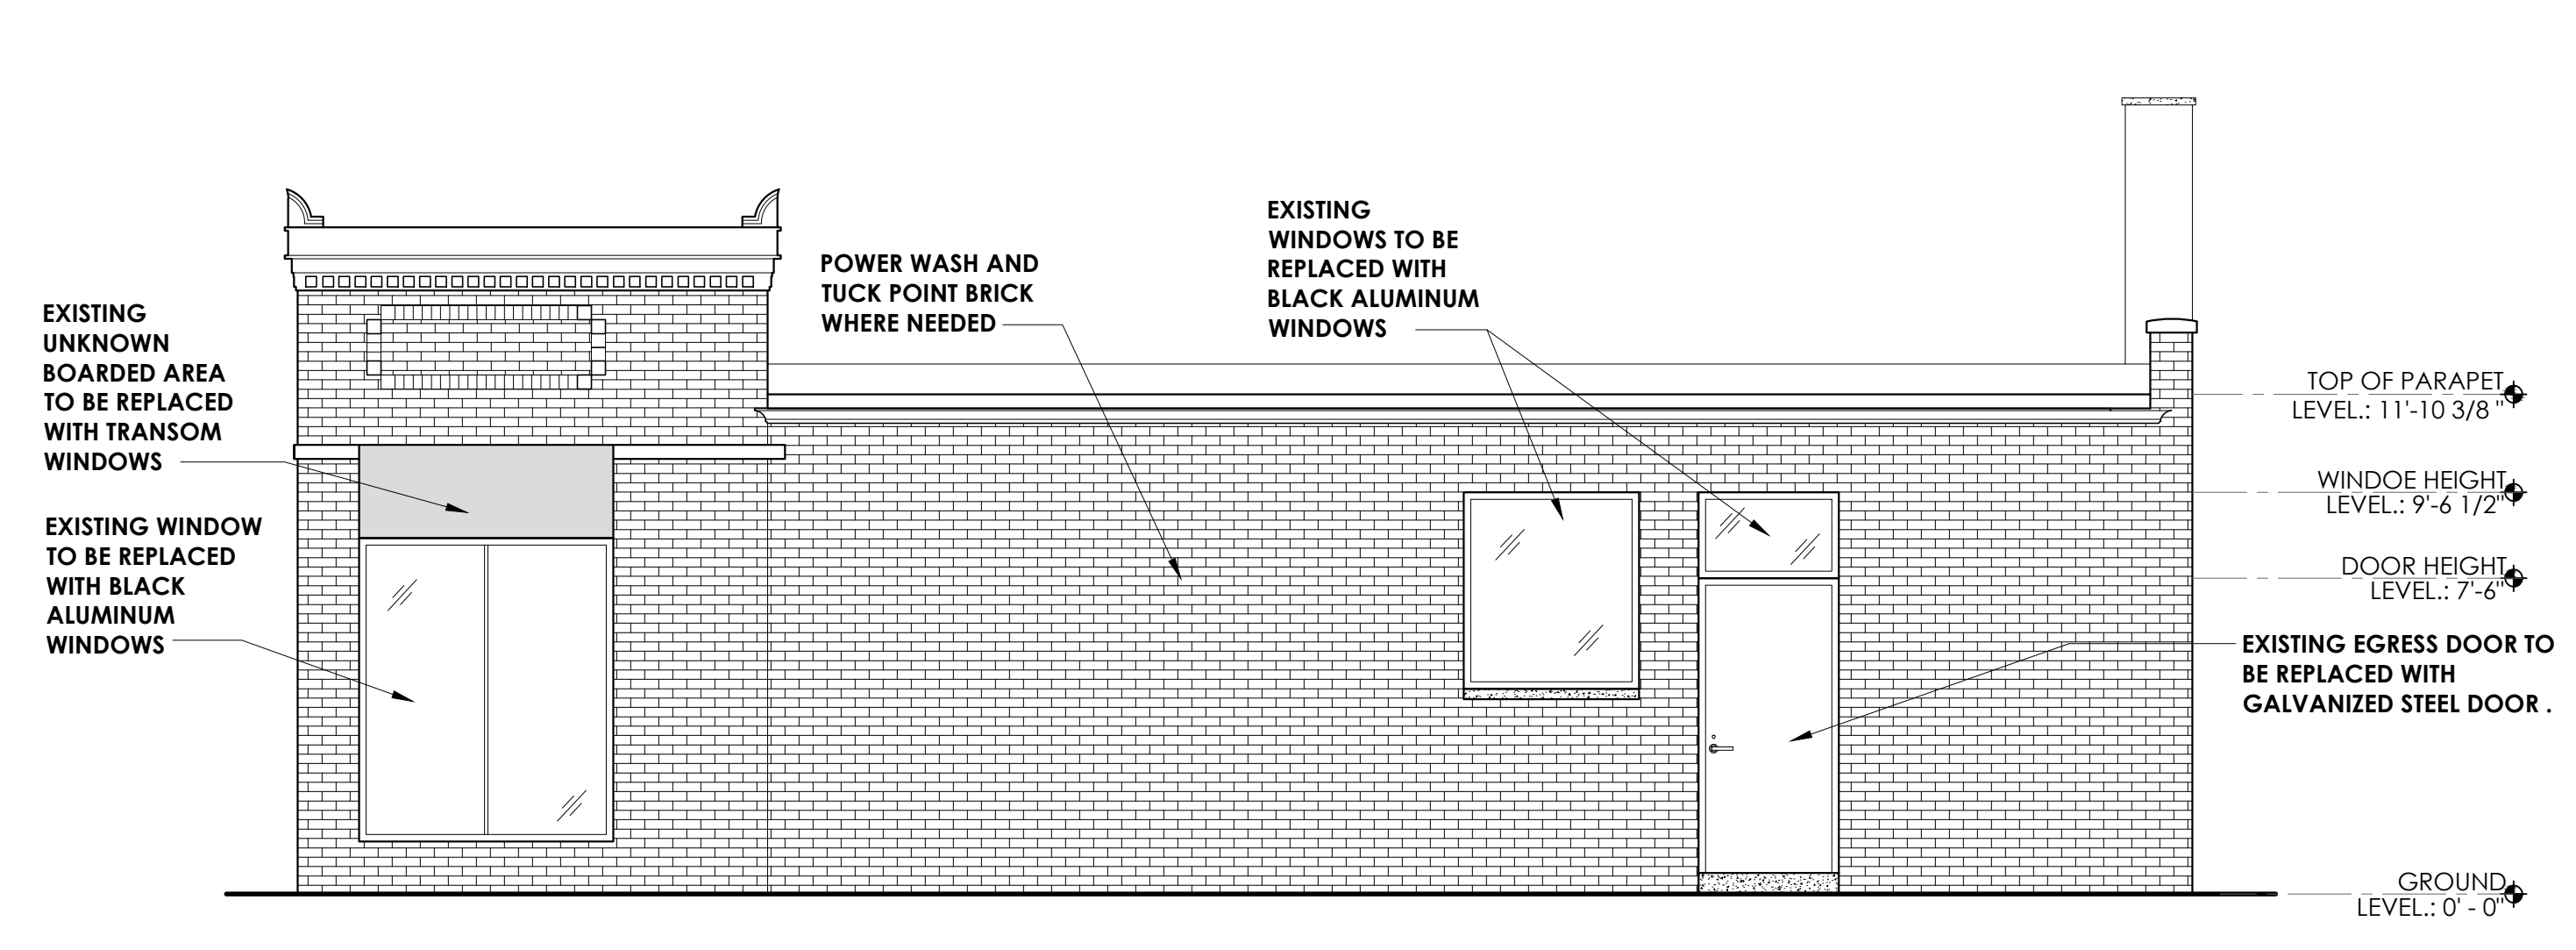 EXISTING
UNKNOWN
BOARDED AREA
TO BE REPLACED
WITH TRANSOM
WINDOWS
EXISTING WINDOW
TO BE REPLACED
WITH BLACK
ALUMINUM
WINDOWS
POWER WASH AND
TUCK POINT BRICK
WHERE NEEDED
EXISTING
WINDOWS TO BE
REPLACED WITH
BLACK ALUMINUM
WINDOWS
TOP OF PARAPET
LEVEL.: 11'-10 3/8 "
WINDOE HEIGHT
LEVEL.: 9'-6 1/2"
DOOR HEIGHT
LEVEL.: 7'-6"
EXISTING EGRESS DOOR TO
BE REPLACED WITH
GALVANIZED STEEL DOOR .
GROUND
LEVEL.: 0' - 0"